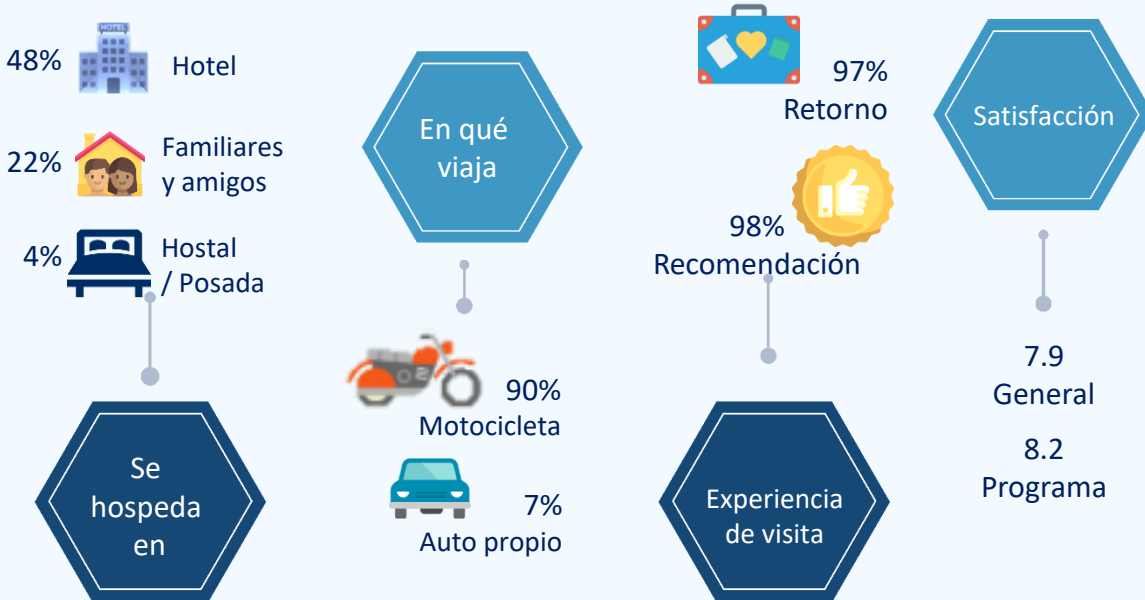 48%
HOTEL
Hotel
22%
Familiares
y amigos
4%
Hostal
/ Posada
Se
hospeda
en
En qué
viaja
90%
Motocicleta
7%
Auto propio
97%
Retorno
98%
Recomendación
Experiencia
de visita
Satisfacción
7.9
General
8.2
Programa